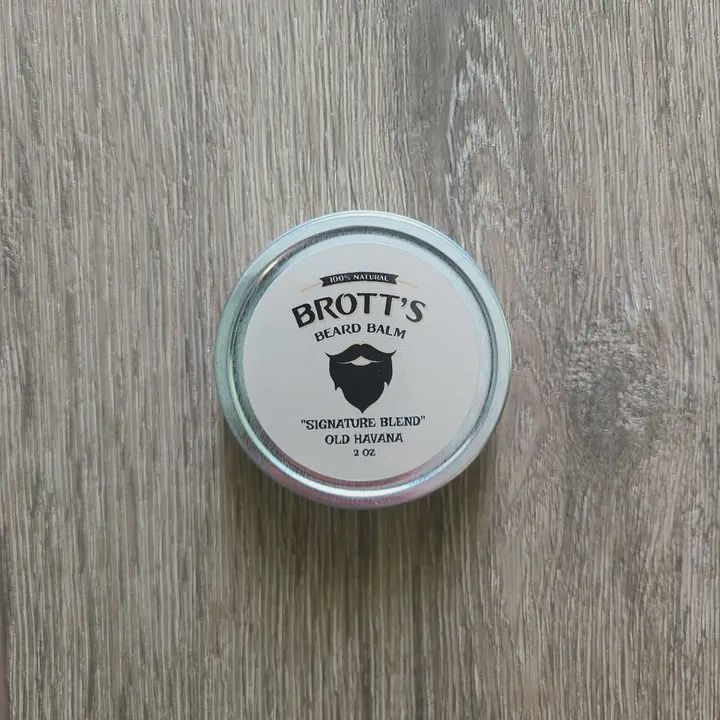 100% NATURAL
BROTT'S
BEARD BALM
"SIGNATURE BLEND"
OLD HAVANA
2 OZ